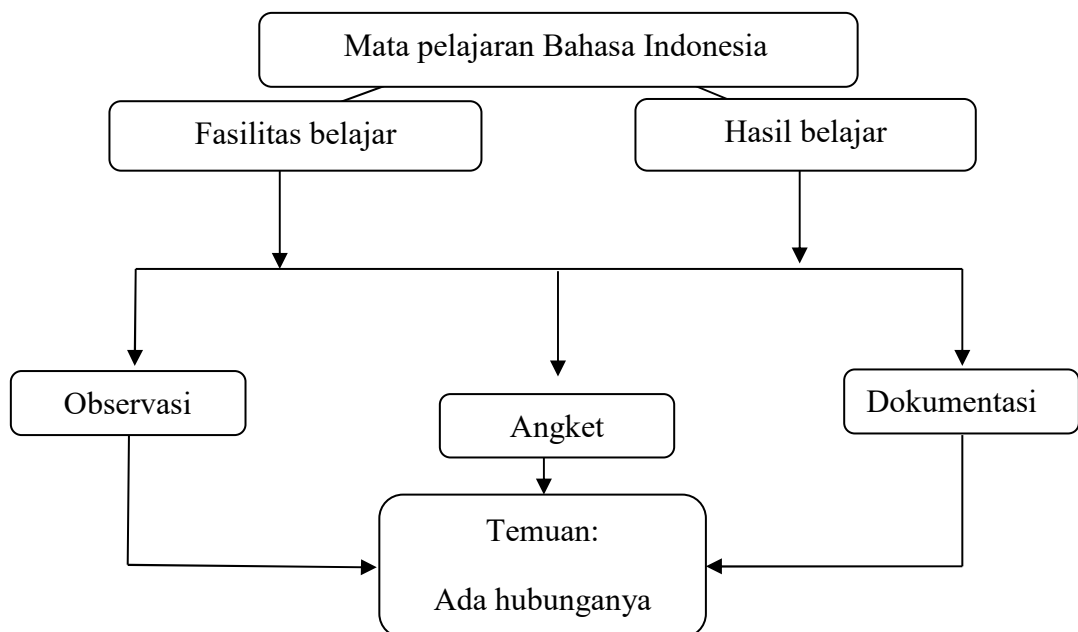 Mata pelajaran Bahasa Indonesia
Fasilitas belajar
Hasil belajar
Observasi
Angket
Dokumentasi
Temuan:
Ada hubunganya